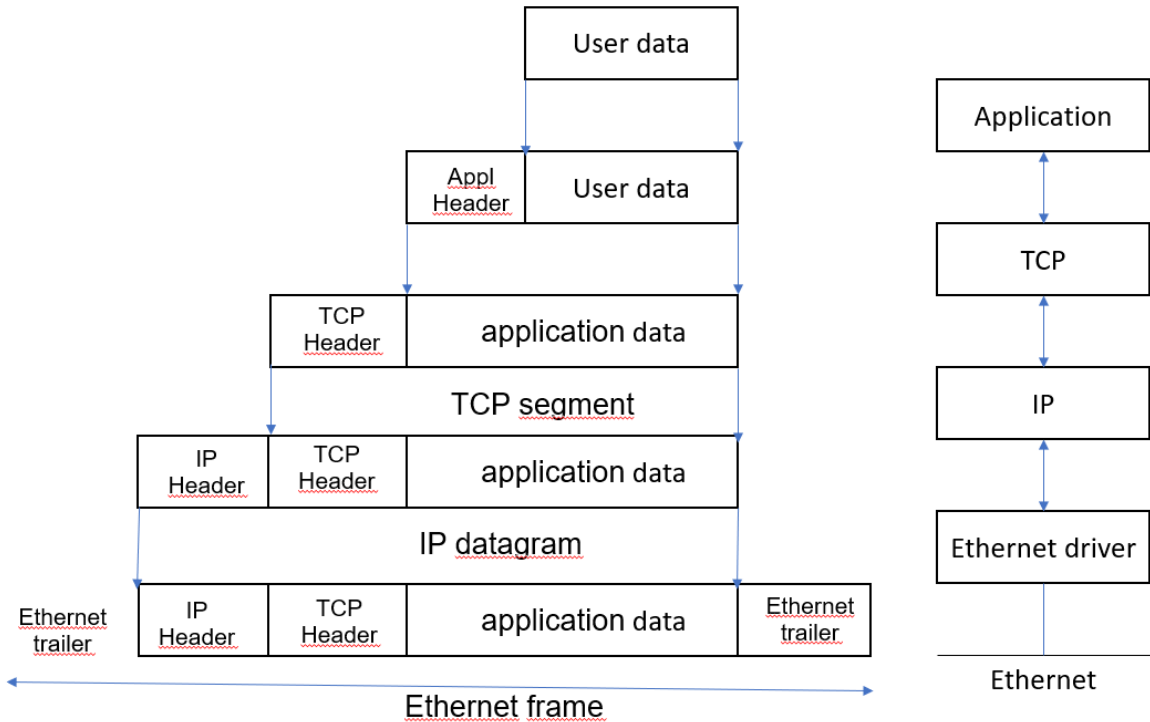 User data
Application
Appl
Header
User data
TCP
TCP
Header
application data
TCP segment
IP
IP
Header
TCP
Header
application data
IP datagram
Ethernet driver
Ethernet
trailer
IP
Header
TCP
Header
application data
Ethernet
trailer
Ethernet
Ethernet frame